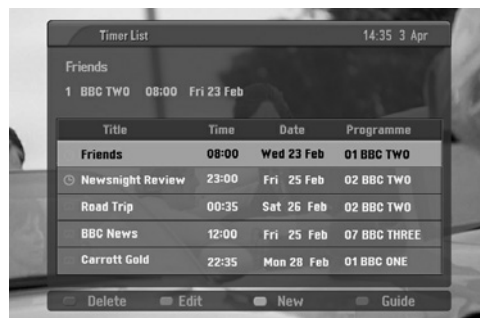 Timer List 14:35 3 Apr
Friends
1 BBC TWO 08:00 Fri 23 Feb
Title Time Date Programme
Friends 08:00 Wed 23 Feb 01 BBC TWO
Newsnight Review 23:00 Fri 25 Feb 02 BBC TWO
Road Trip 00:35 Sat 26 Feb 02 BBC TWO
BBC News 12:00 Fri 25 Feb 07 BBC THREE
Carrott Gold 22:35 Mon 28 Feb 01 BBC ONE
Delete Edit New Guide